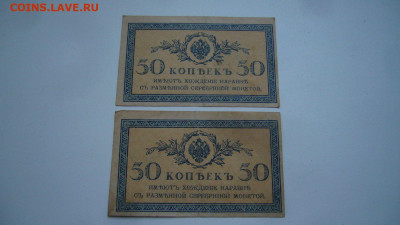 COINS.LAVE.RU
50 КОПѢЕКЪ 50
ИМѢЮТЪ ХОЖДЕНІЕ НАРАВНѢ
СЪ РАЗМѢННОЙ СЕРЕБРЯНОЙ МОНЕТОЙ.
50 КОПѢЕКЪ 50
ИМѢЮТЪ ХОЖДЕНІЕ НАРАВНѢ
СЪ РАЗМѢННОЙ СЕРЕБРЯНОЙ МОНЕТОЙ.